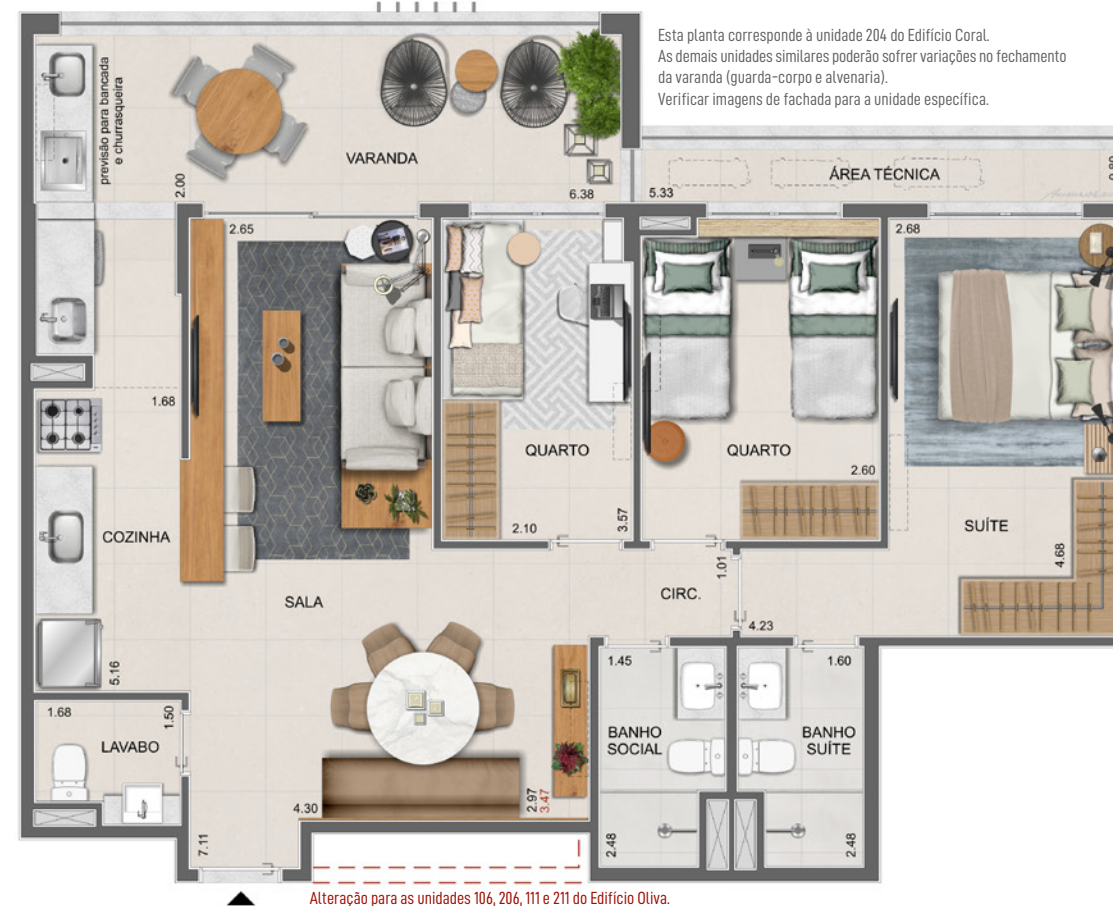 Esta planta corresponde à unidade 204 do Edifício Coral.
As demais unidades similares poderão sofrer variações no fechamento
da varanda (guarda-corpo e alvenaria).
Verificar imagens de fachada para a unidade específica.
previsão para bancada
e churrasqueira
VARANDA
2.00
6.38
5.33
ÁREA TÉCNICA
2.65
2.68
1.68
QUARTO
QUARTO
2.60
2.10
3.57
COZINHA
SUÍTE
4.68
1.01
SALA
CIRC.
4.23
5.16
1.45
1.60
1.68
1.50
LAVABO
BANHO
SOCIAL
BANHO
SUÍTE
4.30
2.97
3.47
7.11
2.48
2.48
Alteração para as unidades 106, 206, 111 e 211 do Edifício Oliva.